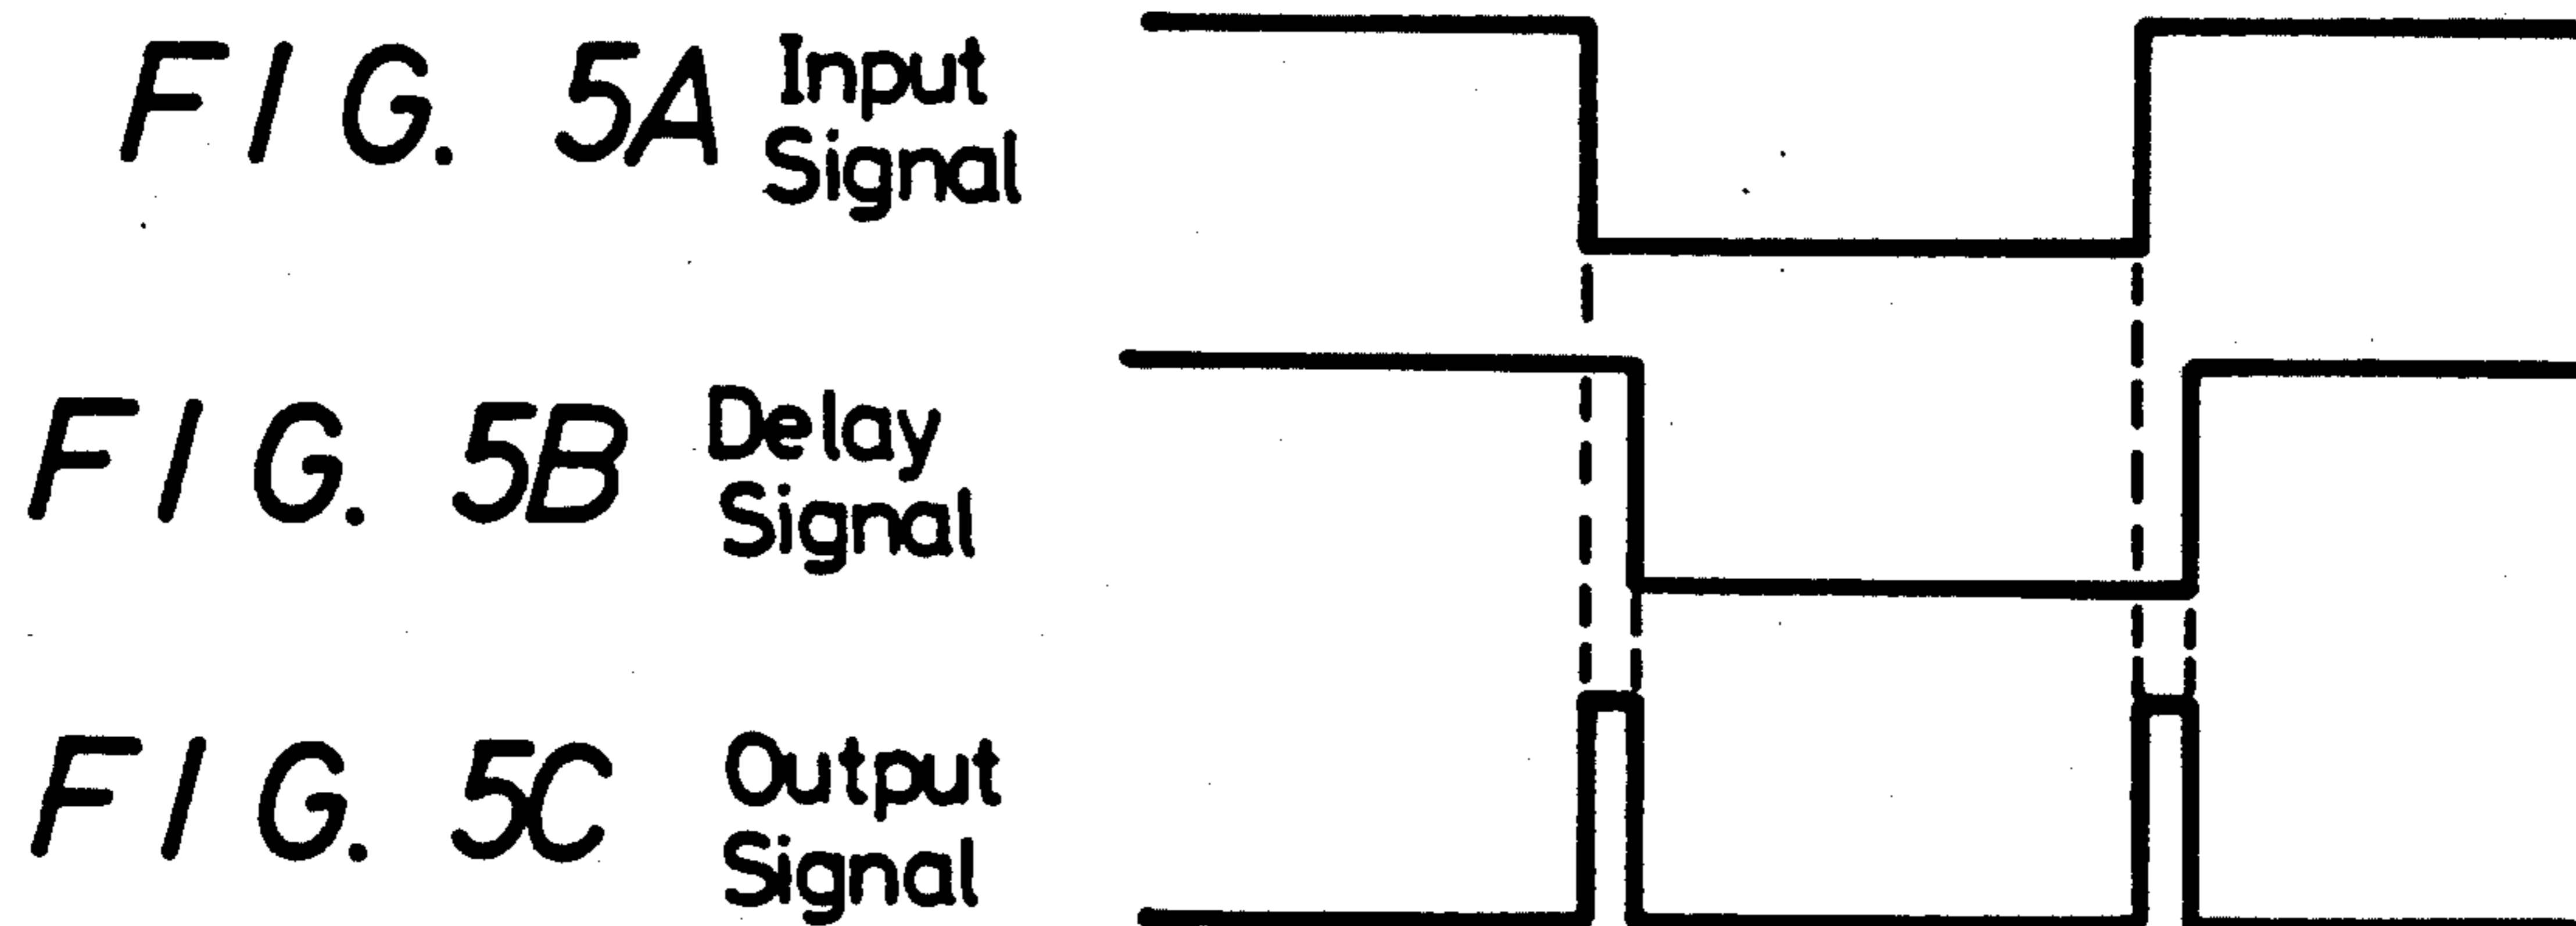 FIG. 5A Input
Signal
FIG. 5B Delay
Signal
FIG. 5C Output
Signal